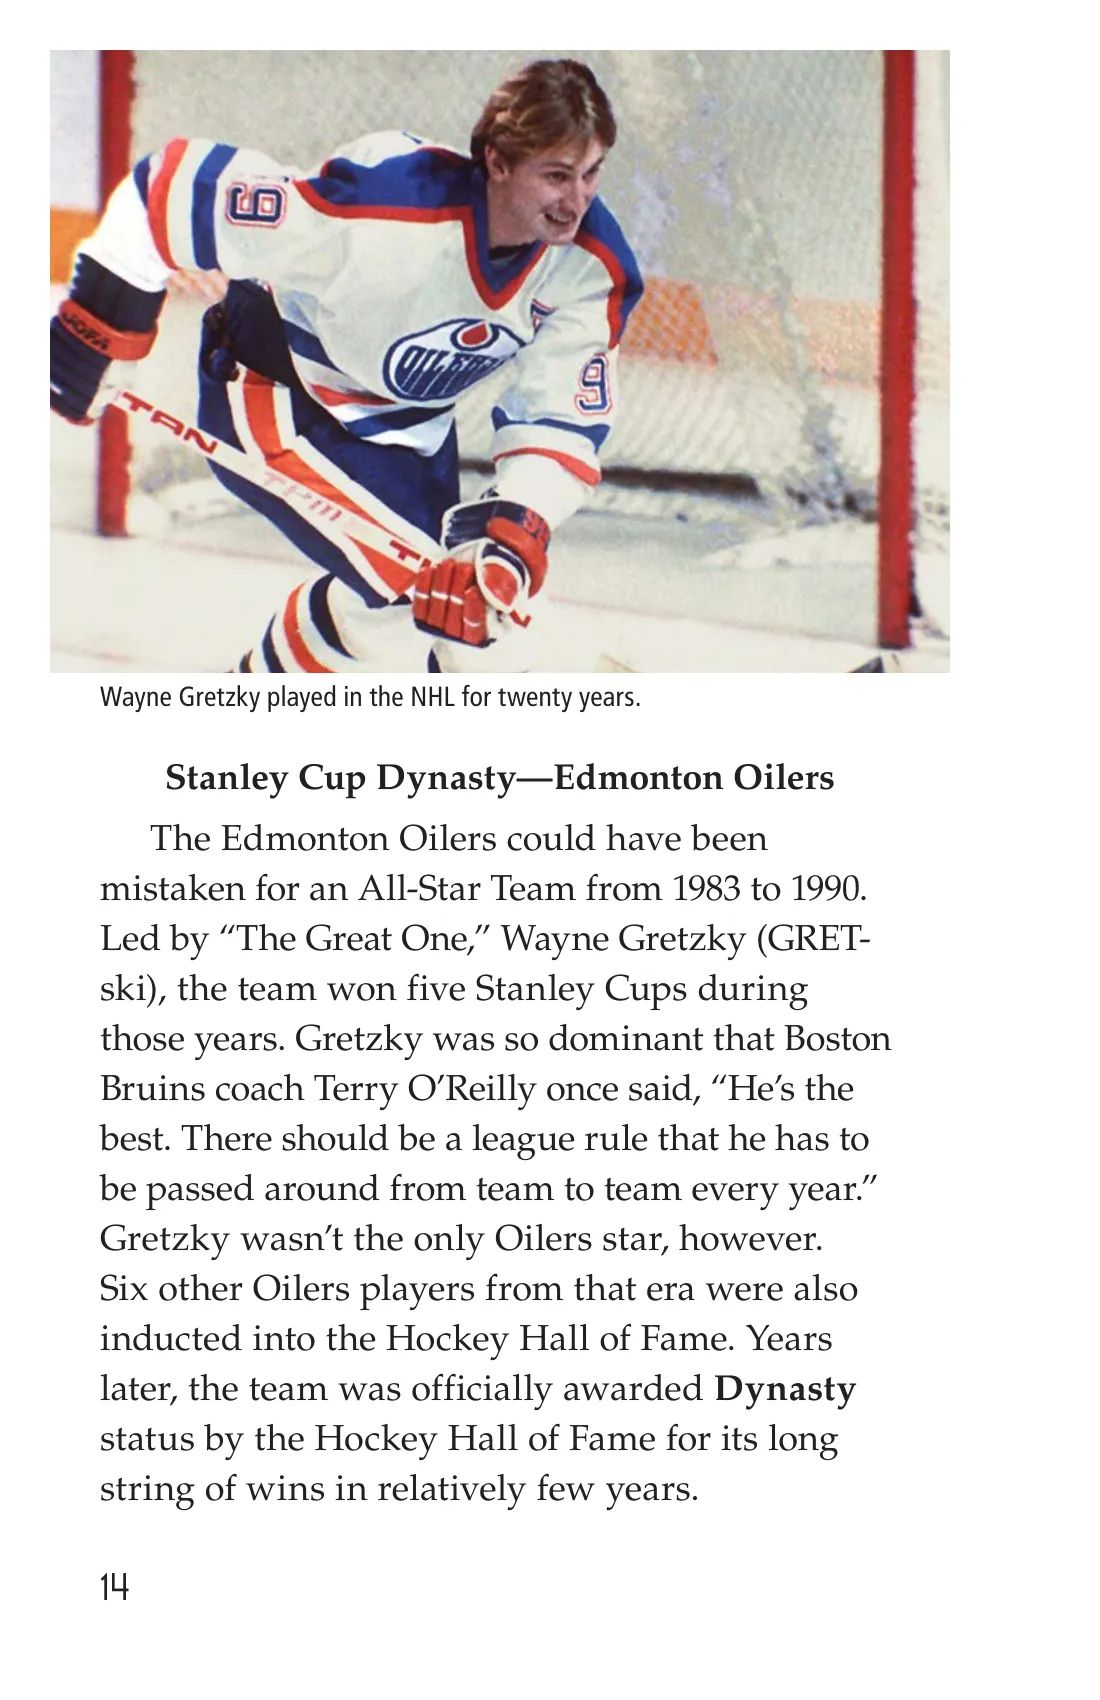 9
OILERS
9
JOFA
TITAN
Wayne Gretzky played in the NHL for twenty years.
Stanley Cup Dynasty—Edmonton Oilers
The Edmonton Oilers could have been
mistaken for an All-Star Team from 1983 to 1990.
Led by “The Great One,” Wayne Gretzky (GRET-
ski), the team won five Stanley Cups during
those years. Gretzky was so dominant that Boston
Bruins coach Terry O’Reilly once said, “He’s the
best. There should be a league rule that he has to
be passed around from team to team every year.”
Gretzky wasn’t the only Oilers star, however.
Six other Oilers players from that era were also
inducted into the Hockey Hall of Fame. Years
later, the team was officially awarded Dynasty
status by the Hockey Hall of Fame for its long
string of wins in relatively few years.
14